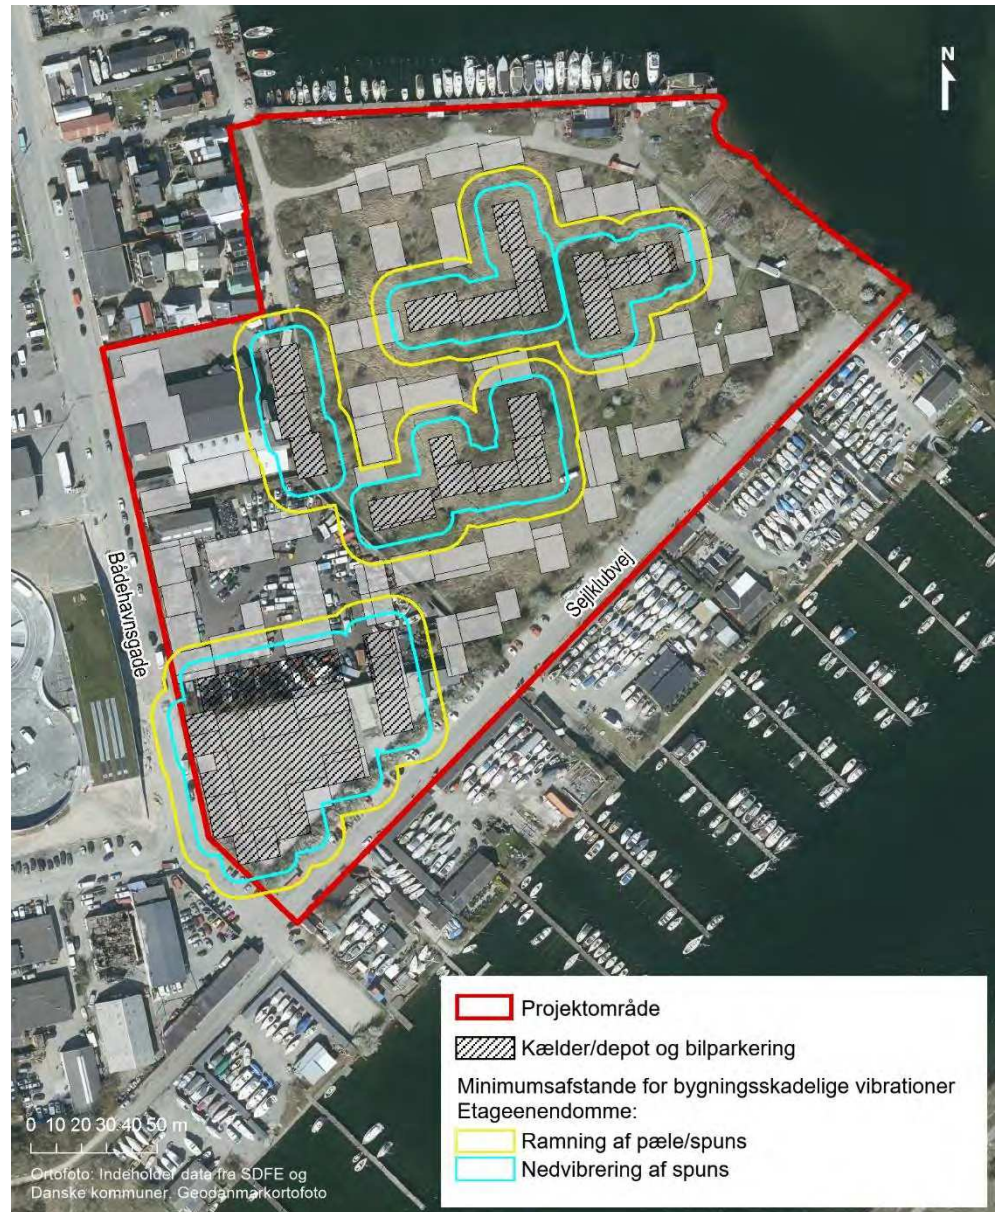 N
Bådehavnsgade
Sejlklubvej
Projektområde
Kælder/depot og bilparkering
Minimumsafstande for bygningsskadelige vibrationer
Etageenendomme:
Ramning af pæle/spuns
Nedvibrering af spuns
0 10 20 30 40 50 m
Ortofoto: Indeholder data fra SDFE og
Danske kommuner, Geodanmarkortofoto